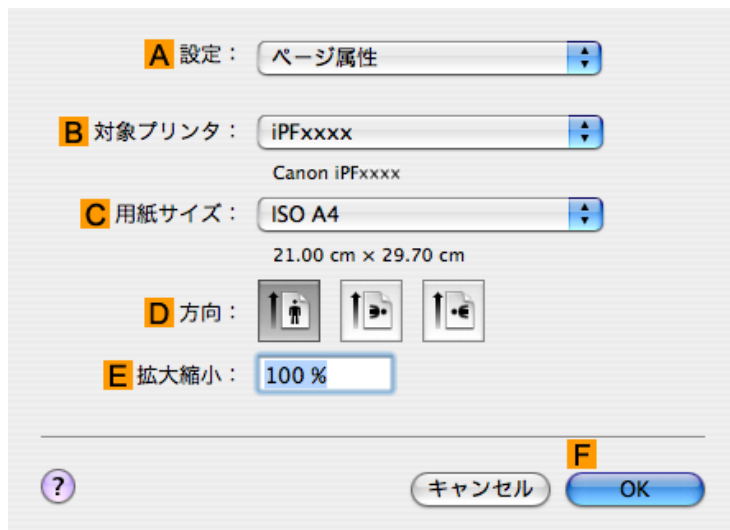 A 設定： ページ属性
B 対象プリンタ： iPFxxxx
Canon iPFxxxx
C 用紙サイズ： ISO A4
21.00 cm × 29.70 cm
D 方向：
E 拡大縮小： 100 %
F
? キャンセル OK